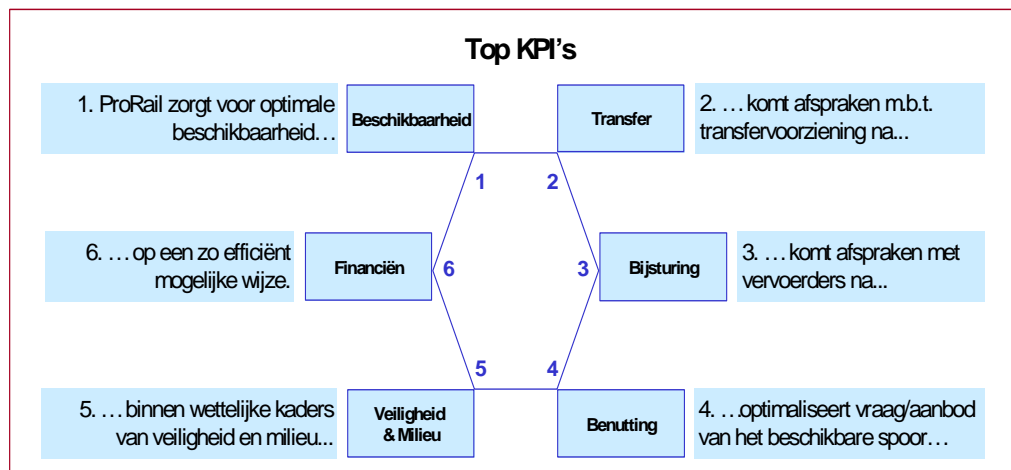 Top KPI's
1. ProRail zorgt voor optimale
beschikbaarheid…
Beschikbaarheid
Transfer
2. …komt afspraken m.b.t.
transfervoorziening na...
1
2
6. …op een zo efficiënt
mogelijke wijze.
Financiën
6
3
Bijsturing
3. …komt afspraken met
vervoerders na...
5
4
5. …binnen wettelijke kaders
van veiligheid en milieu...
Veiligheid
& Milieu
Benutting
4. …optimaliseert vraag/aanbod
van het beschikbare spoor…